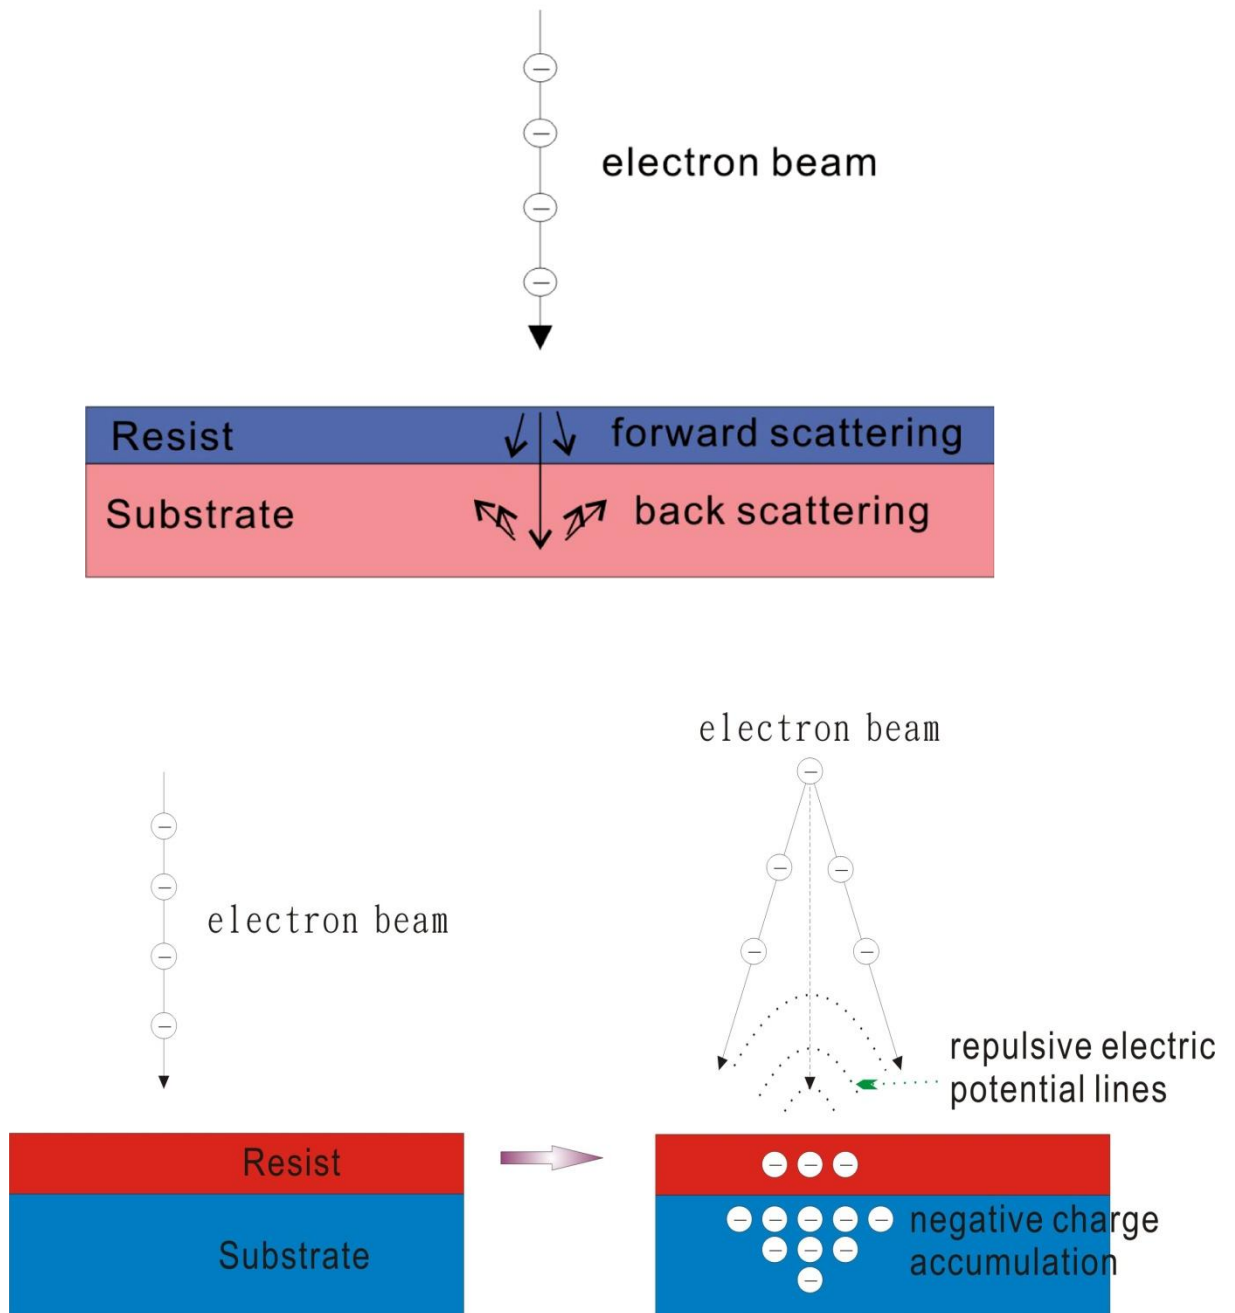 electron beam
Resist
forward scattering
Substrate
back scattering
electron beam
electron beam
repulsive electric
potential lines
Resist
Substrate
negative charge
accumulation